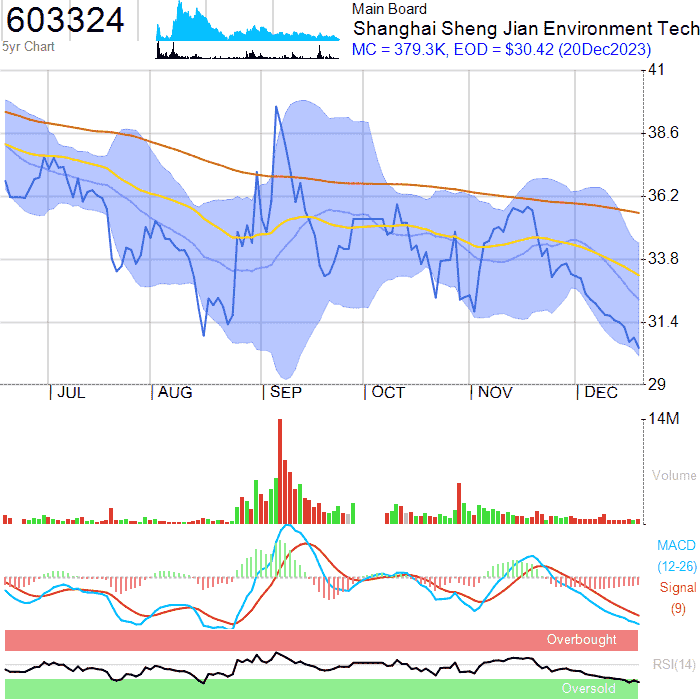 603324
5yr Chart
Main Board
Shanghai Sheng Jian Environment Tech
MC = 379.3K, EOD = $30.42 (20Dec2023)
41
38.6
36.2
33.8
31.4
29
JUL AUG SEP OCT NOV DEC
14M
Volume
MACD
(12-26)
Signal
(9)
Overbought
RSI(14)
Oversold